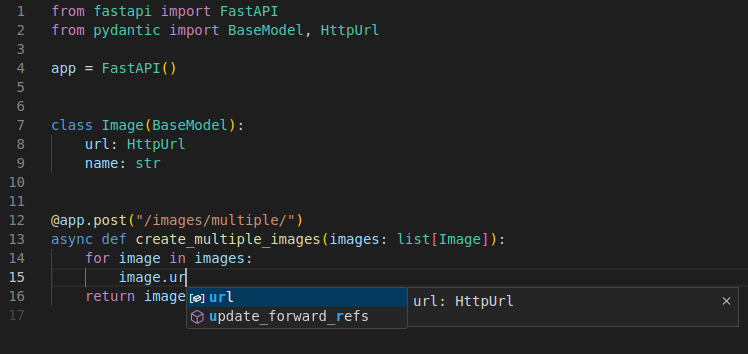 1 from fastapi import FastAPI
2 from pydantic import BaseModel, HttpUrl
3
4 app = FastAPI()
5
6
7 class Image(BaseModel):
8     url: HttpUrl
9     name: str
10
11
12 @app.post("/images/multiple/")
13 async def create_multiple_images(images: list[Image]):
14     for image in images:
15         image.ur
16     return image
url
url: HttpUrl
update_forward_refs
17